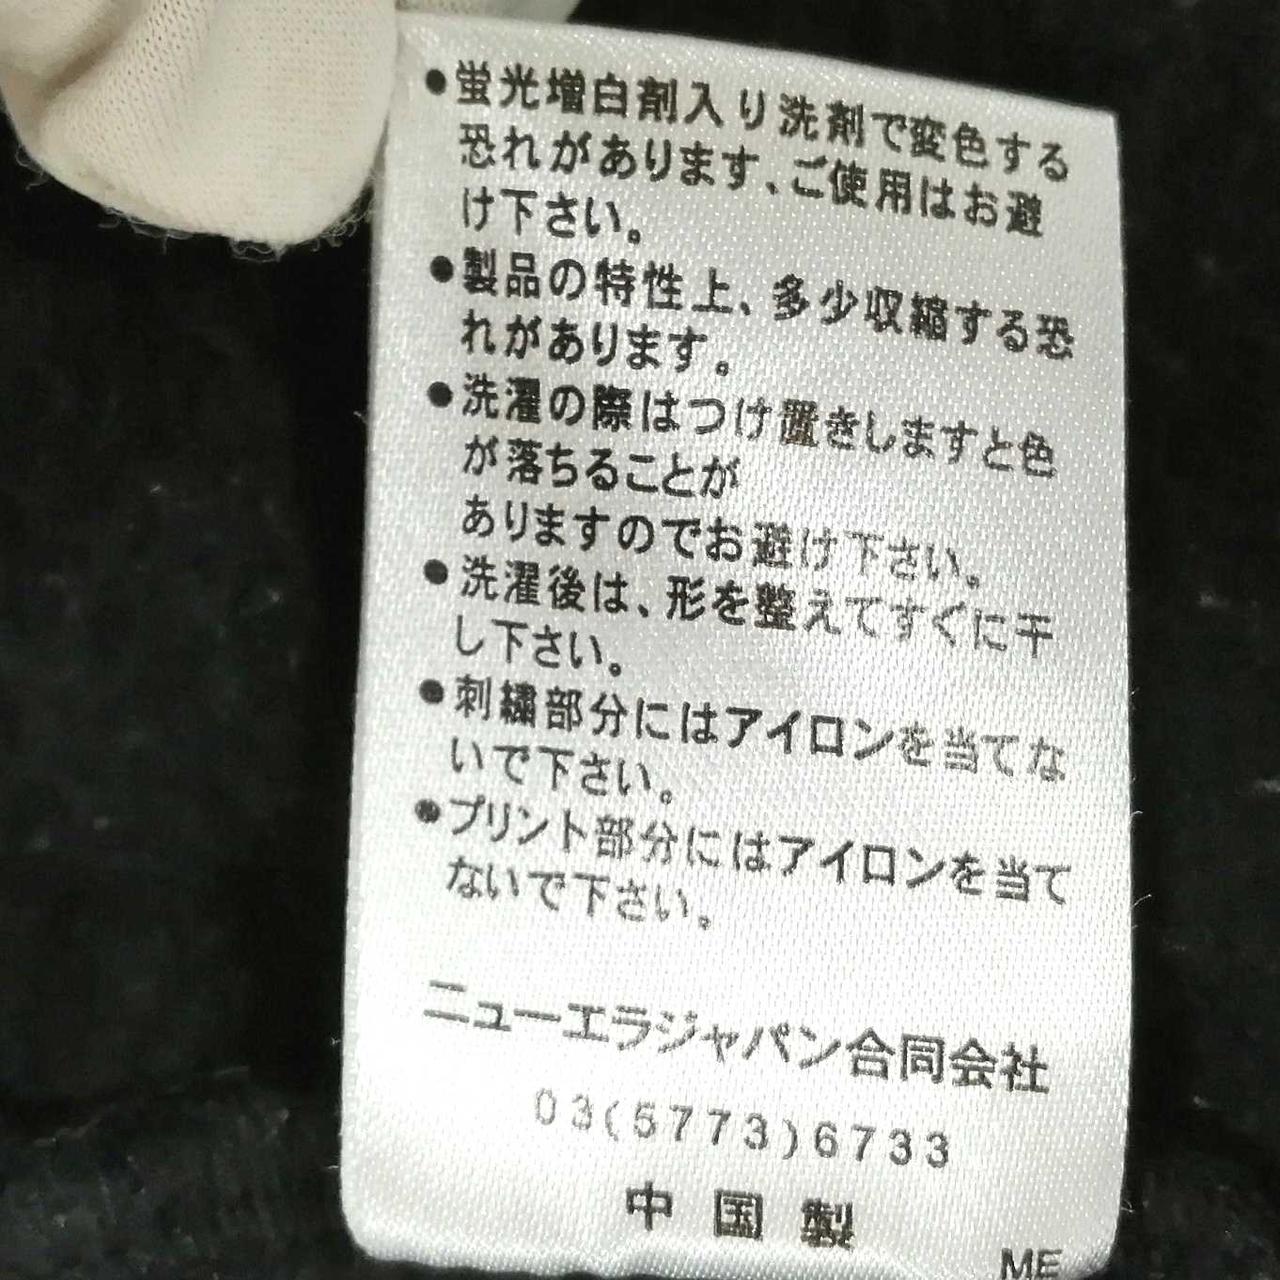 ●蛍光増白剤入り洗剤で変色する
恐れがあります、ご使用はお避
け下さい。
●製品の特性上、多少収縮する恐
れがあります。
●洗濯の際はつけ置きしますと色
が落ちることが
ありますのでお避け下さい。
●洗濯後は、形を整えてすぐに干
し下さい。
●刺繍部分にはアイロンを当てな
いで下さい。
●プリント部分にはアイロンを当て
ないで下さい。
ニューエラジャパン合同会社
03(5773)6733
中国製
ME